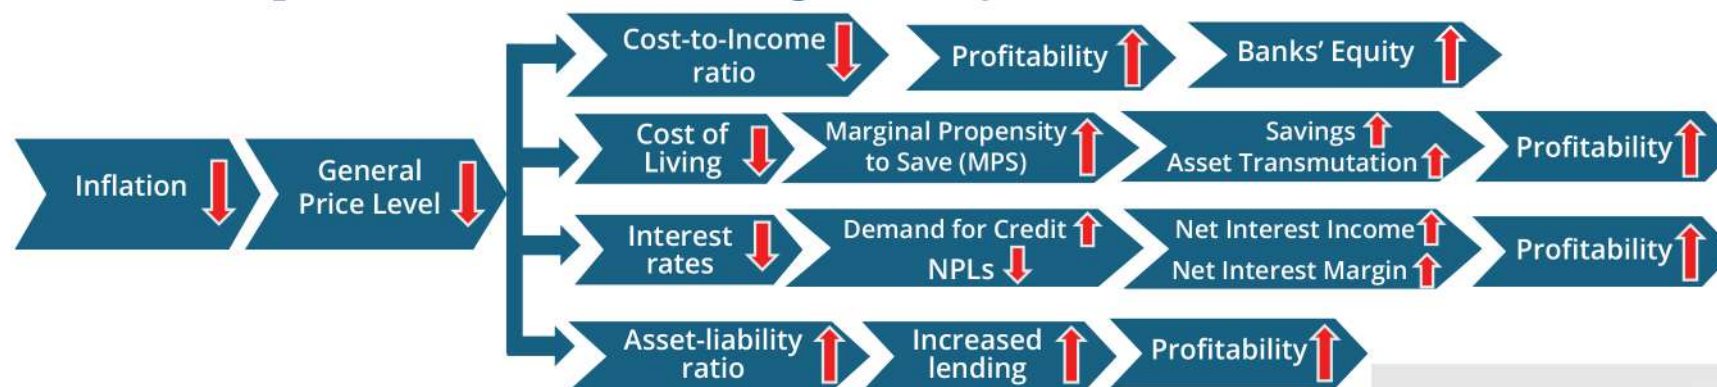 Inflation
General
Price Level
Cost-to-Income
ratio
Profitability
Banks' Equity
Cost of
Living
Marginal Propensity
to Save (MPS)
Savings
Asset Transmutation
Profitability
Interest
rates
Demand for Credit
NPLs
Net Interest Income
Net Interest Margin
Profitability
Asset-liability
ratio
Increased
lending
Profitability